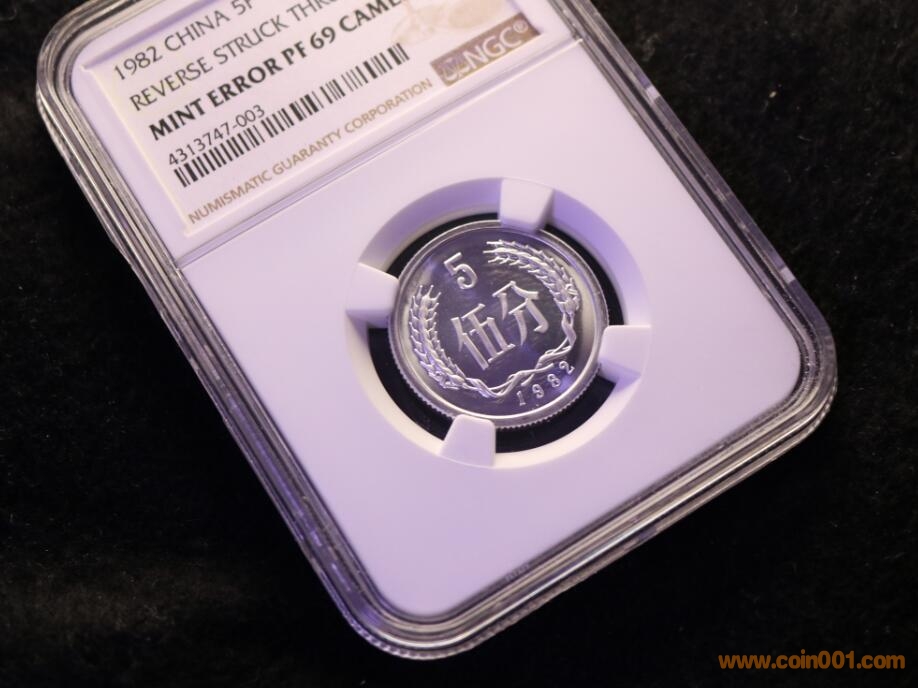 1982 CHINA 5F
REVERSE STRUCK THR
MINT ERROR PF 69 CAME
4313747-003
NGC®
NUMISMATIC GUARANTY CORPORATION
5
伍分
1982
www.coin001.com